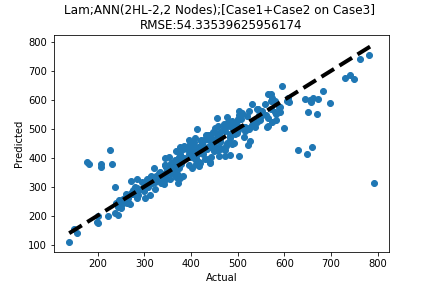 Lam;ANN(2HL-2,2 Nodes);[Case1+Case2 on Case3]
RMSE:54.33539625956174
800
700
600
500
400
300
200
100
Predicted
200 300 400 500 600 700 800
Actual